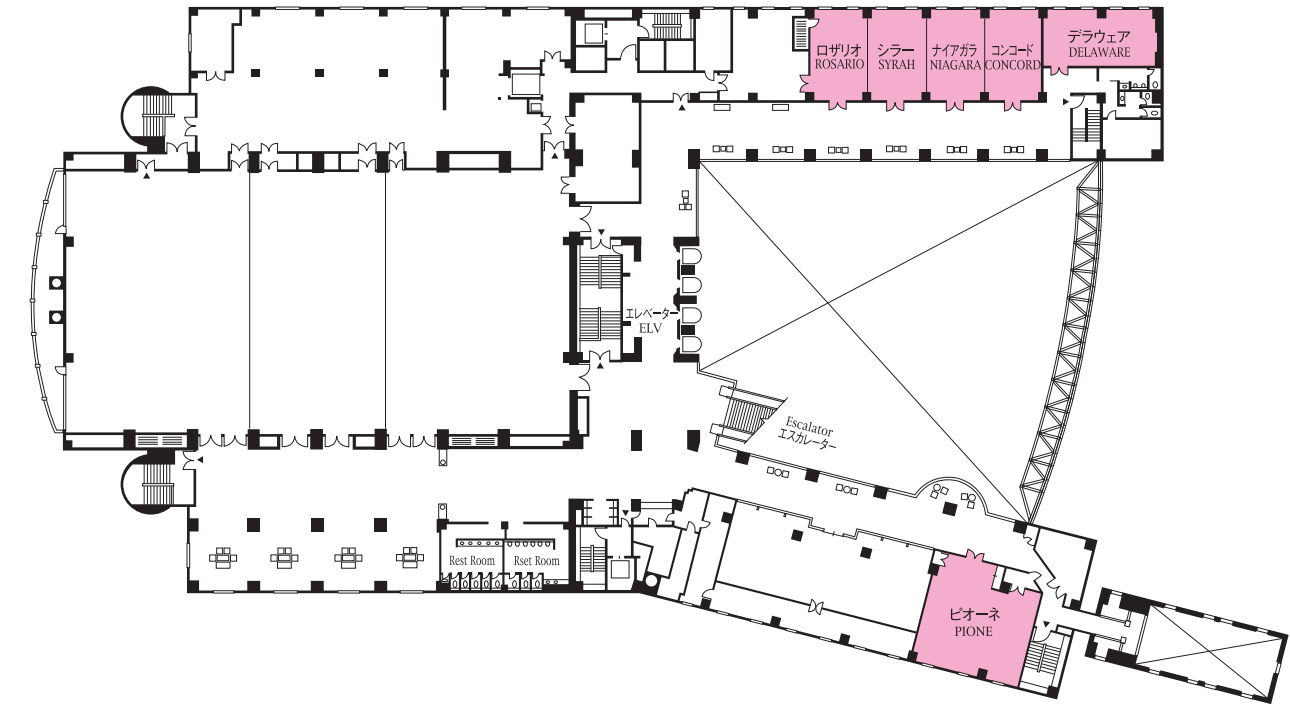 ロザリオ
ROSARIO
シラー
SYRAH
ナイアガラ
NIAGARA
コンコード
CONCORD
デラウェア
DELAWARE
エレベーター
ELV
Escalator
エスカレーター
Rest Room
Rset Room
ピオーネ
PIONE